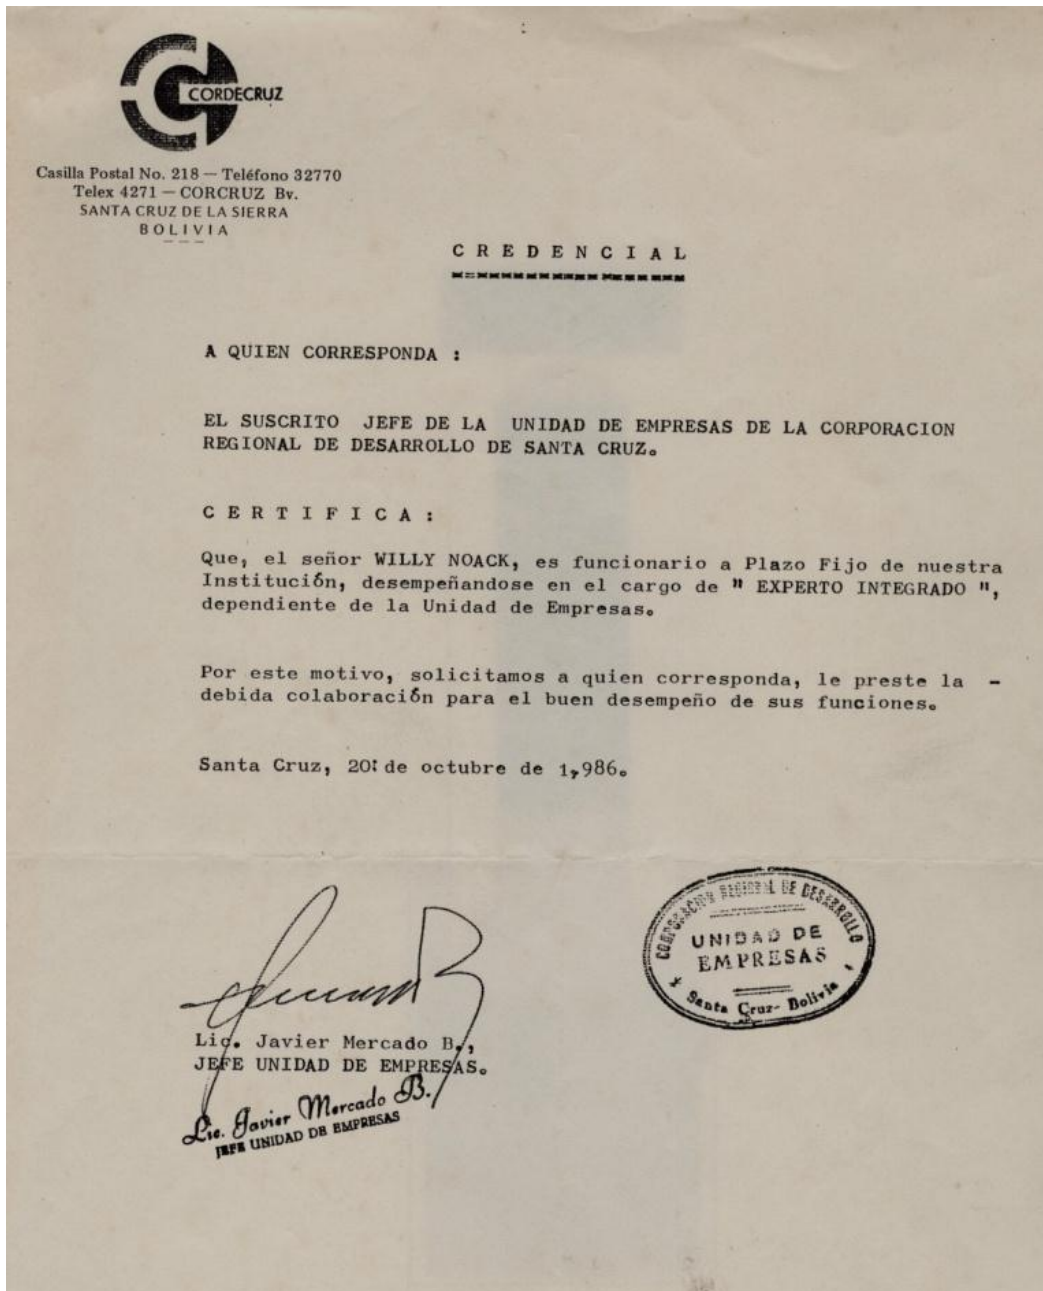 CORDECRUZ
Casilla Postal No. 218 — Teléfono 32770
Telex 4271 — CORCRUZ Bv.
SANTA CRUZ DE LA SIERRA
BOLIVIA
C R E D E N C I A L
A QUIEN CORRESPONDA :
EL SUSCRITO JEFE DE LA UNIDAD DE EMPRESAS DE LA CORPORACION
REGIONAL DE DESARROLLO DE SANTA CRUZ.
C E R T I F I C A :
Que, el señor WILLY NOACK, es funcionario a Plazo Fijo de nuestra
Institución, desempeñandose en el cargo de " EXPERTO INTEGRADO ",
dependiente de la Unidad de Empresas.
Por este motivo, solicitamos a quien corresponda, le preste la -
debida colaboración para el buen desempeño de sus funciones.
Santa Cruz, 20: de octubre de 1,986.
CORPORACION REGIONAL DE DESARROLLO
UNIDAD DE
EMPRESAS
Santa Cruz- Bolivia
Lic. Javier Mercado B.,
JEFE UNIDAD DE EMPRESAS.
Lic. Javier Mercado B.
JEFE UNIDAD DE EMPRESAS